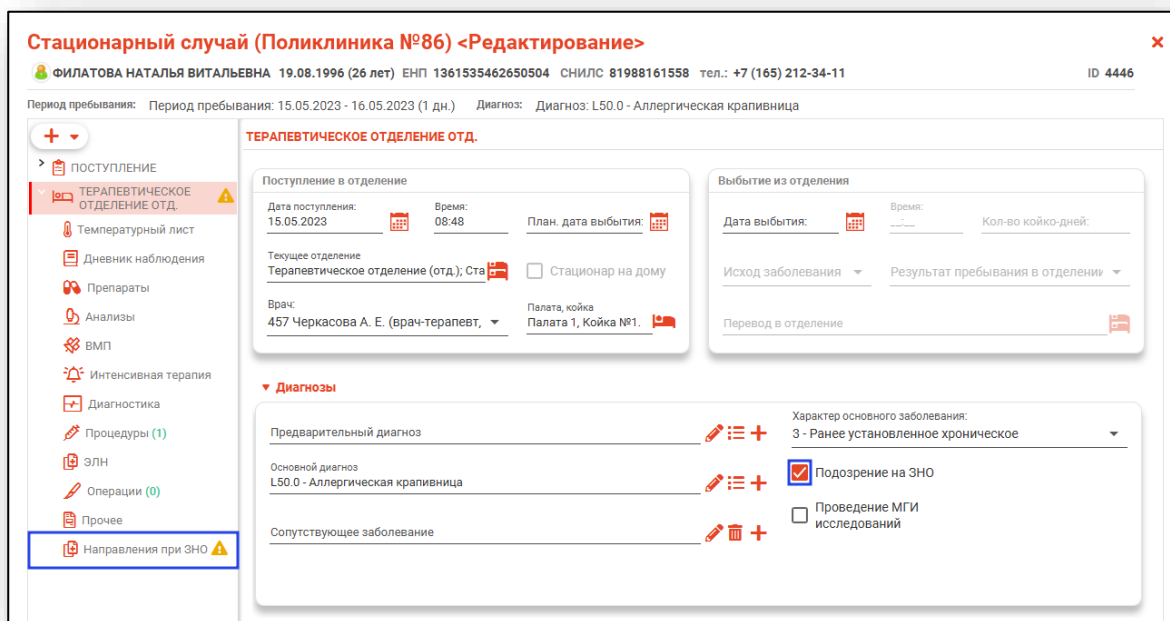 Стационарный случай (Поликлиника №86) <Редактирование>
ФИЛАТОВА НАТАЛЬЯ ВИТАЛЬЕВНА 19.08.1996 (26 лет) ЕНП 1361535462650504 СНИЛС 81988161558 тел.: +7 (165) 212-34-11 ID 4446
Период пребывания: Период пребывания: 15.05.2023 - 16.05.2023 (1 дн.) Диагноз: Диагноз: L50.0 - Аллергическая крапивница
ПОСТУПЛЕНИЕ
ТЕРАПЕВТИЧЕСКОЕ
ОТДЕЛЕНИЕ ОТД.
Температурный лист
Дневник наблюдения
Препараты
Анализы
ВМП
Интенсивная терапия
Диагностика
Процедуры (1)
ЭЛН
Операции (0)
Прочее
Направления при ЗНО
ТЕРАПЕВТИЧЕСКОЕ ОТДЕЛЕНИЕ ОТД.
Поступление в отделение
Дата поступления: Время:
15.05.2023 08:48 План. дата выбытия:
Текущее отделение
Терапевтическое отделение (отд.); Ста Стационар на дому
Врач: Палата, койка
457 Черкасова А. Е. (врач-терапевт, Палата 1, Койка №1.
Выбытие из отделения
Время:
Дата выбытия: __:__ Кол-во койко-дней:
Исход заболевания Результат пребывания в отделении
Перевод в отделение
Диагнозы
Предварительный диагноз
Основной диагноз
L50.0 - Аллергическая крапивница
Сопутствующее заболевание
Характер основного заболевания:
3 - Ранее установленное хроническое
Подозрение на ЗНО
Проведение МГИ
исследований